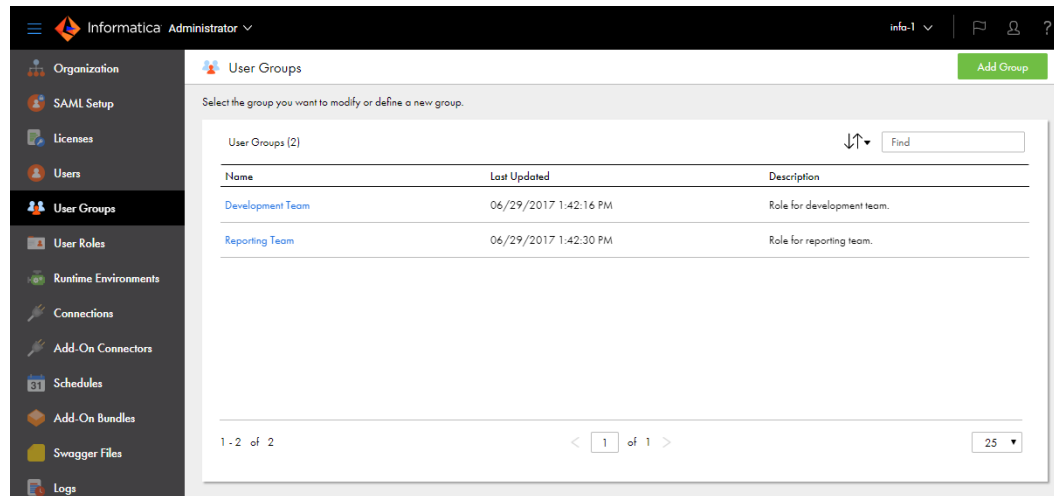 Informatica Administrator
infa-1
?
Organization
SAML Setup
Licenses
Users
User Groups
User Roles
Runtime Environments
Connections
Add-On Connectors
31 Schedules
Add-On Bundles
Swagger Files
Logs
User Groups
Add Group
Select the group you want to modify or define a new group.
User Groups (2)
Find
Name Last Updated Description
Development Team 06/29/2017 1:42:16 PM Role for development team.
Reporting Team 06/29/2017 1:42:30 PM Role for reporting team.
1 - 2 of 2 < 1 of 1 > 25